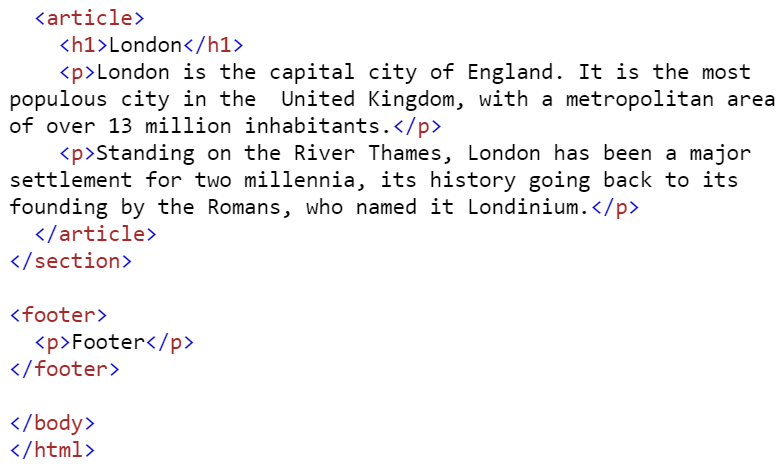 <article>
<h1>London</h1>
<p>London is the capital city of England. It is the most
populous city in the  United Kingdom, with a metropolitan area
of over 13 million inhabitants.</p>
<p>Standing on the River Thames, London has been a major
settlement for two millennia, its history going back to its
founding by the Romans, who named it Londinium.</p>
</article>
</section>
<footer>
<p>Footer</p>
</footer>
</body>
</html>